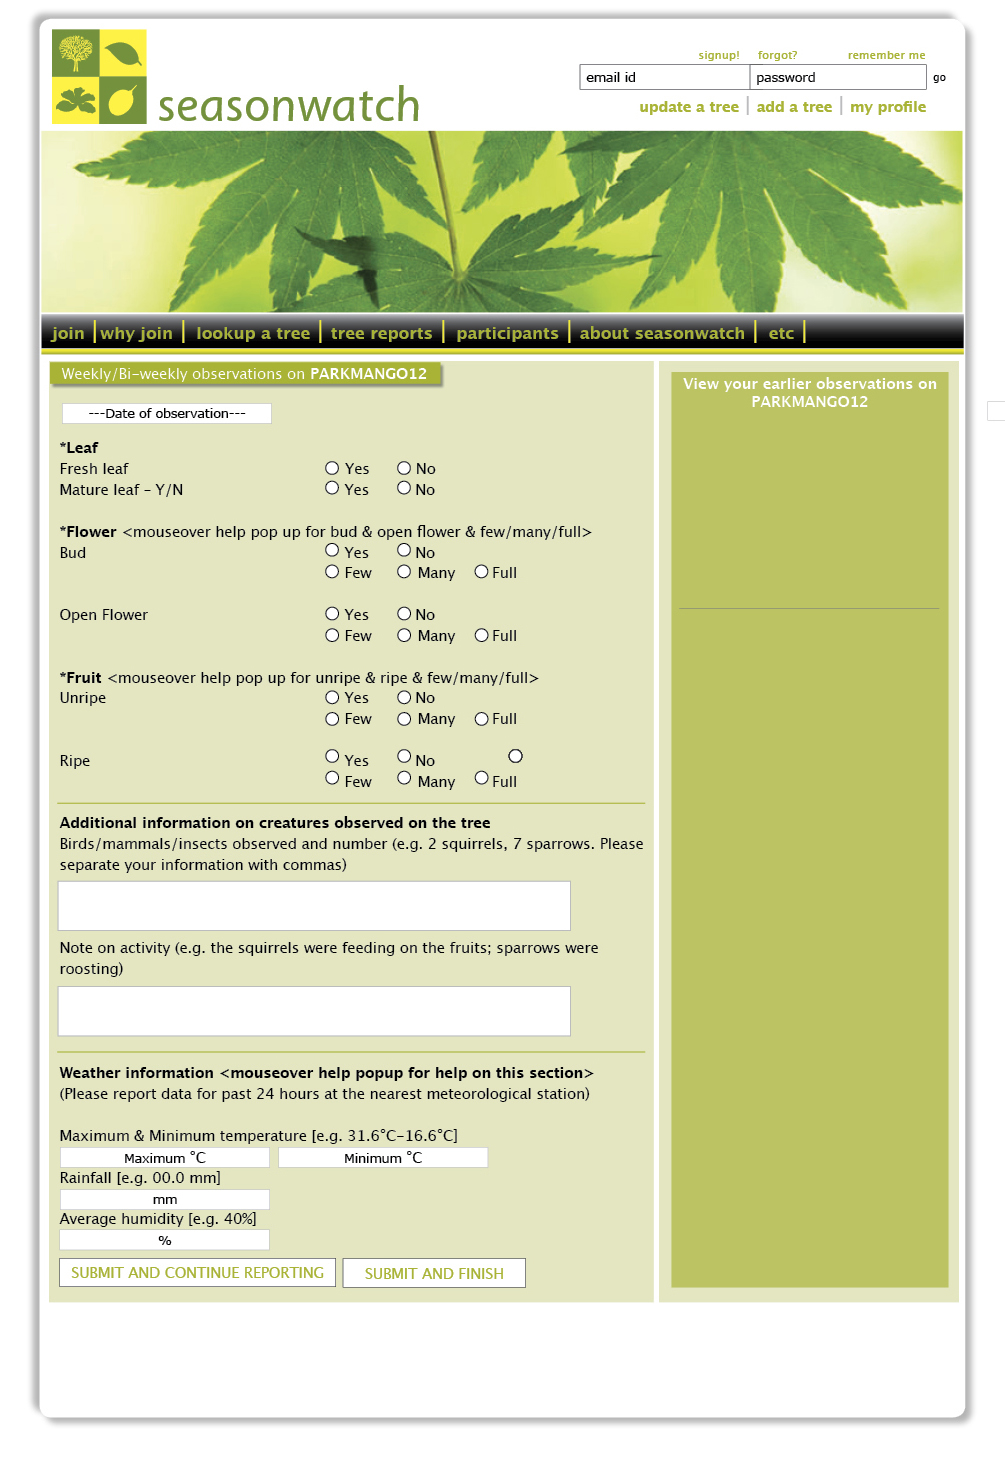 seasonwatch
signup! forgot? remember me
email id password go
update a tree add a tree my profile
join why join lookup a tree tree reports participants about seasonwatch etc
Weekly/Bi-weekly observations on PARKMANGO12
---Date of observation---
*Leaf
Fresh leaf Yes No
Mature leaf - Y/N Yes No
*Flower <mouseover help pop up for bud & open flower & few/many/full>
Bud Yes No
Few Many Full
Open Flower Yes No
Few Many Full
*Fruit <mouseover help pop up for unripe & ripe & few/many/full>
Unripe Yes No
Few Many Full
Ripe Yes No
Few Many Full
Additional information on creatures observed on the tree
Birds/mammals/insects observed and number (e.g. 2 squirrels, 7 sparrows. Please
separate your information with commas)
Note on activity (e.g. the squirrels were feeding on the fruits; sparrows were
roosting)
Weather information <mouseover help popup for help on this section>
(Please report data for past 24 hours at the nearest meteorological station)
Maximum & Minimum temperature [e.g. 31.6°C-16.6°C]
Maximum °C Minimum °C
Rainfall [e.g. 00.0 mm]
mm
Average humidity [e.g. 40%]
%
SUBMIT AND CONTINUE REPORTING SUBMIT AND FINISH
View your earlier observations on
PARKMANGO12